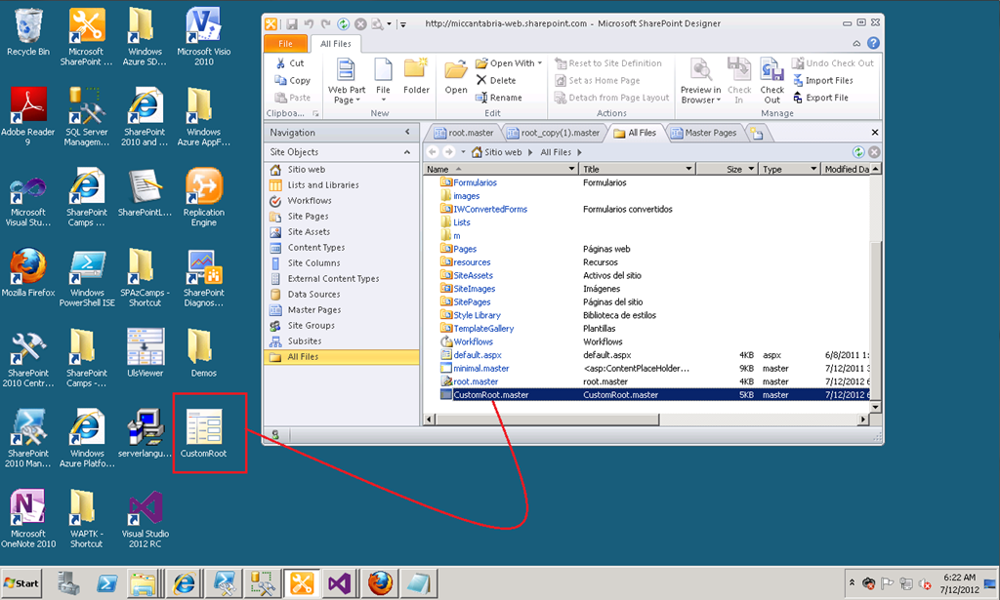 Recycle Bin
Microsoft
SharePoint ...
Windows
Azure SD...
Microsoft Visio
2010
Adobe Reader
9
SQL Server
Managem...
SharePoint
2010 and ...
Windows
Azure AppF...
Microsoft
Visual Stu...
SharePoint
Camps ...
SharePointL...
Replication
Engine
Mozilla Firefox
Windows
PowerShell ISE
SPAzCamps -
Shortcut
SharePoint
Diagnos...
SharePoint
2010 Centr...
SharePoint
Camps -...
UlsViewer
Demos
SharePoint
2010 Man...
Windows
Azure Platfo...
serverlangu...
CustomRoot
Microsoft
OneNote 2010
WAPTK -
Shortcut
Visual Studio
2012 RC
http://miccantabria-web.sharepoint.com - Microsoft SharePoint Designer
File
All Files
Cut
Copy
Paste
Clipboa...
Web Part
Page
File
Folder
New
Open
Open With
Delete
Rename
Edit
Reset to Site Definition
Set as Home Page
Detach from Page Layout
Actions
Preview in
Browser
Check
In
Check
Out
Undo Check Out
Import Files
Export File
Manage
Navigation
Site Objects
Sitio web
Lists and Libraries
Workflows
Site Pages
Site Assets
Content Types
Site Columns
External Content Types
Data Sources
Master Pages
Site Groups
Subsites
All Files
root.master
root_copy(1).master
All Files
Master Pages
Sitio web
All Files
Name Title Size Type Modified Da
Formularios Formularios
images
IWConvertedForms Formularios convertidos
Lists
m
Pages Páginas web
resources Recursos
SiteAssets Activos del sitio
SiteImages Imágenes
SitePages Páginas del sitio
Style Library Biblioteca de estilos
TemplateGallery Plantillas
Workflows Workflows
default.aspx default.aspx 4KB aspx 6/8/2011 1:
minimal.master <asp:ContentPlaceHolder... 9KB master 7/12/2011 3
root.master root.master 4KB master 7/12/2012 6
CustomRoot.master CustomRoot.master 5KB master 7/12/2012 6
Start
6:22 AM
7/12/2012